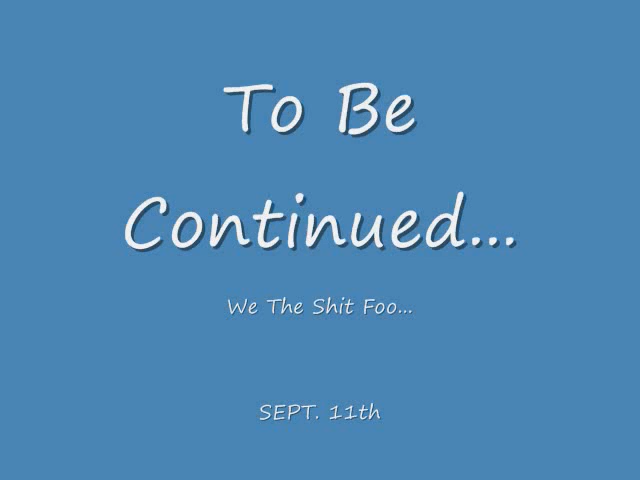 To Be
Continued...
We The Shit Foo...
SEPT. 11th